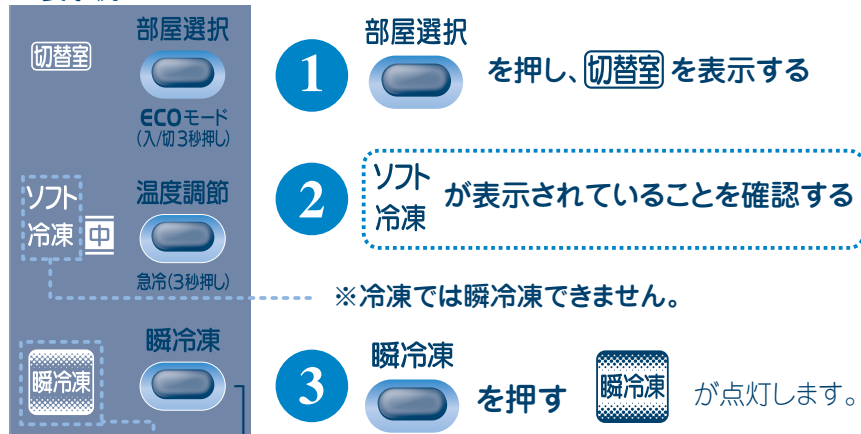 部屋選択
切替室
ECOモード
(入/切3秒押し)
ソフト
冷凍 中
温度調節
急冷(3秒押し)
瞬冷凍
瞬冷凍
1 部屋選択 を押し、切替室 を表示する
2 ソフト
冷凍 が表示されていることを確認する
※冷凍では瞬冷凍できません。
3 瞬冷凍 を押す 瞬冷凍 が点灯します。